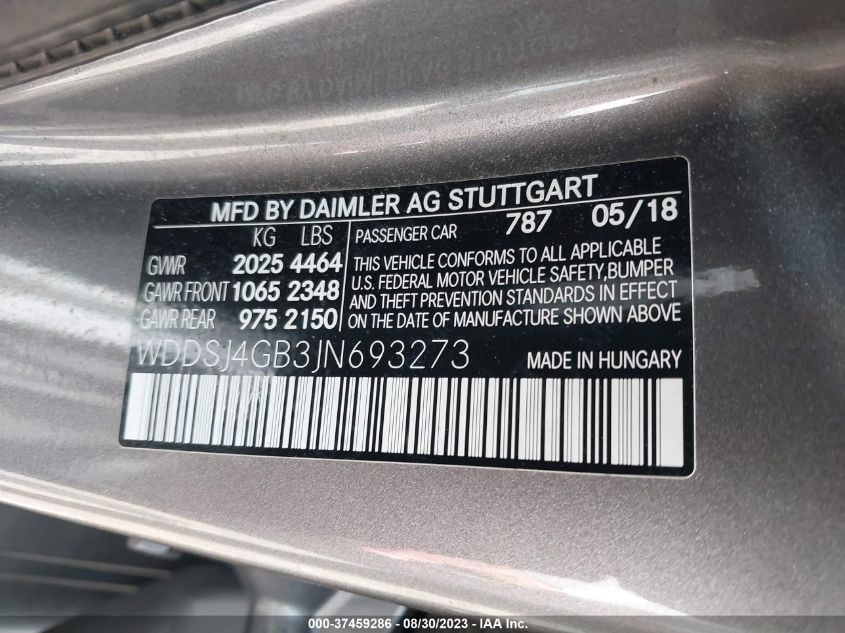 MFD BY DAIMLER AG STUTTGART
KG LBS
GVWR 2025 4464
GAWR FRONT 1065 2348
GAWR REAR 975 2150
PASSENGER CAR 787 05/18
THIS VEHICLE CONFORMS TO ALL APPLICABLE
U.S. FEDERAL MOTOR VEHICLE SAFETY,BUMPER
AND THEFT PREVENTION STANDARDS IN EFFECT
ON THE DATE OF MANUFACTURE SHOWN ABOVE
WDDSJ4GB3JN693273
MADE IN HUNGARY
000-37459286 - 08/30/2023 - IAA Inc.